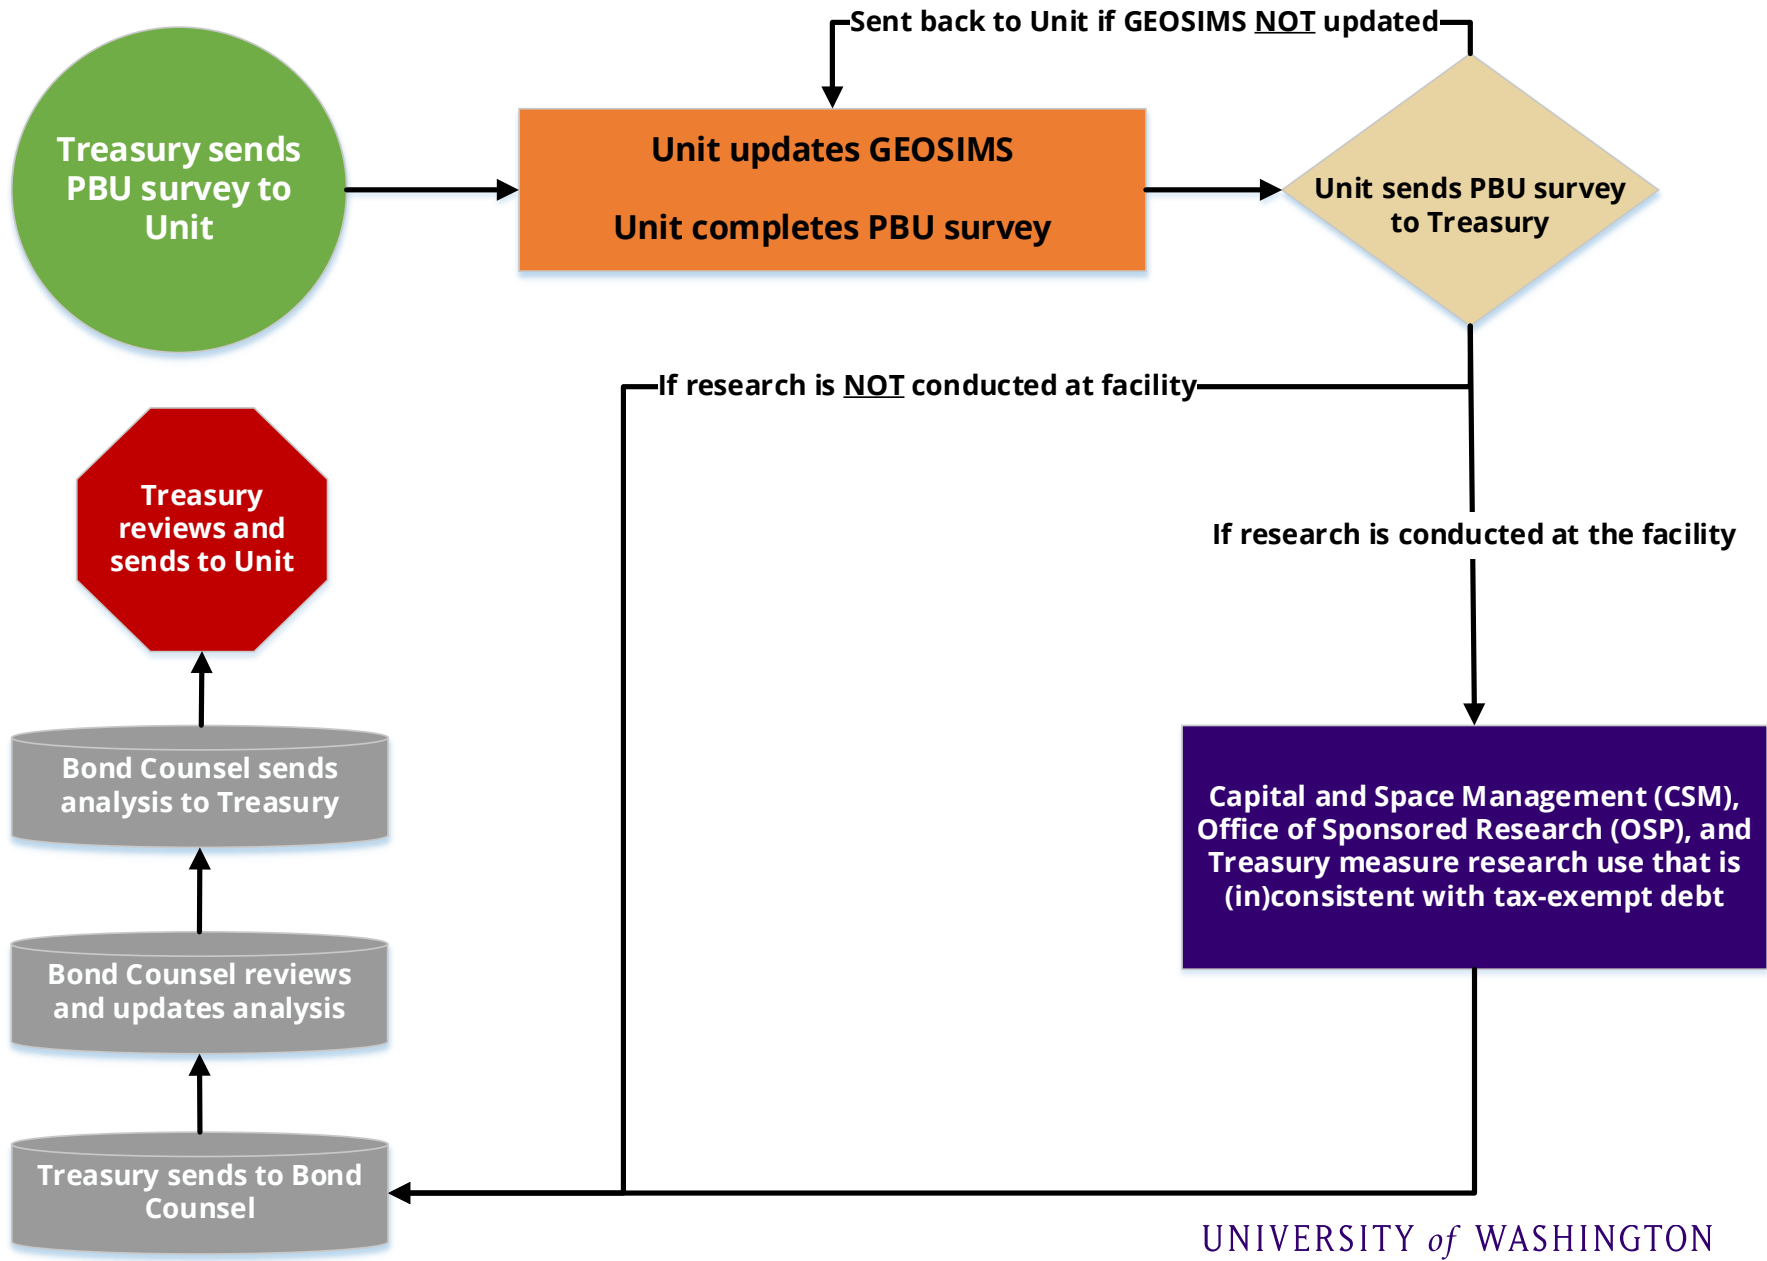 Sent back to Unit if GEOSIMS NOT updated
Treasury sends
PBU survey to
Unit
Unit updates GEOSIMS
Unit completes PBU survey
Unit sends PBU survey
to Treasury
If research is NOT conducted at facility
If research is conducted at the facility
Capital and Space Management (CSM),
Office of Sponsored Research (OSP), and
Treasury measure research use that is
(in)consistent with tax-exempt debt
Treasury sends to Bond
Counsel
Bond Counsel reviews
and updates analysis
Bond Counsel sends
analysis to Treasury
Treasury
reviews and
sends to Unit
UNIVERSITY of WASHINGTON